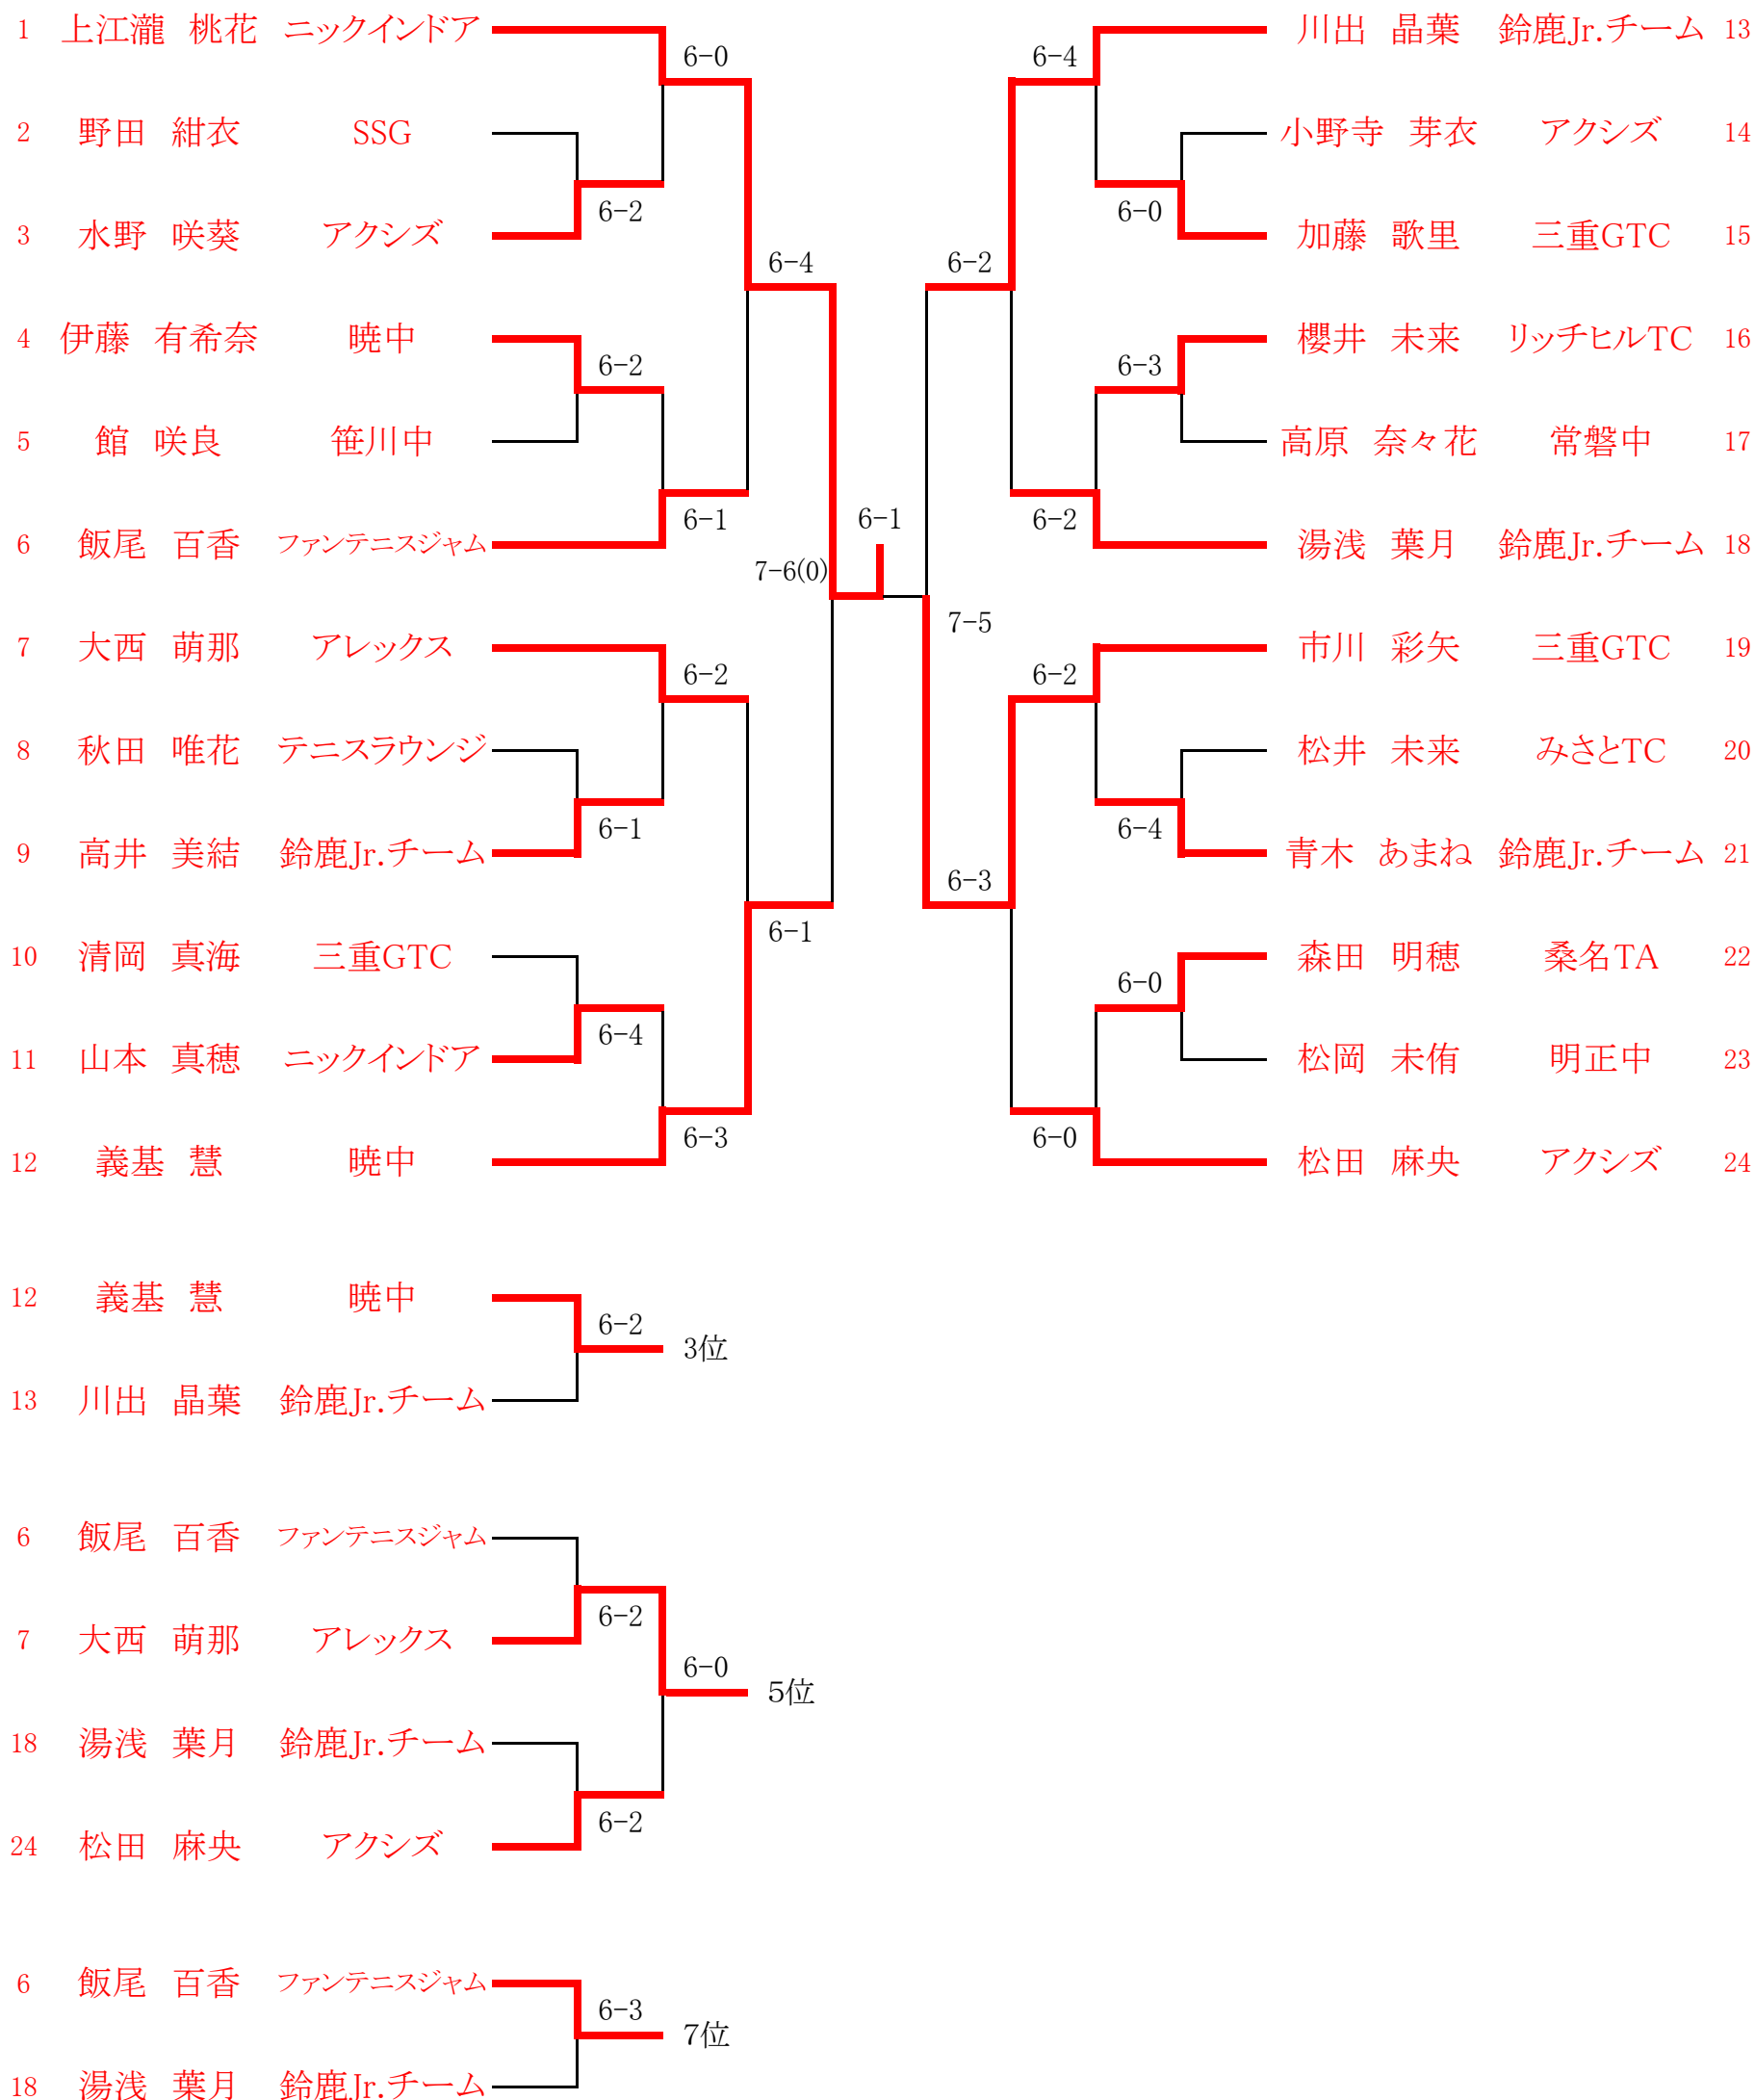 1 上江瀧 桃花 ニックインドア
6-0
2 野田 紺衣 SSG
6-2
3 水野 咲葵 アクシズ
6-4
4 伊藤 有希奈 暁中
6-2
5 館 咲良 笹川中
6-1
6 飯尾 百香 ファンテニスジャム
7-6(0)
6-1
7 大西 萌那 アレックス
6-2
8 秋田 唯花 テニスラウンジ
6-1
9 高井 美結 鈴鹿Jr.チーム
6-1
10 清岡 真海 三重GTC
6-4
11 山本 真穂 ニックインドア
6-3
12 義基 慧 暁中
川出 晶葉 鈴鹿Jr.チーム 13
6-4
小野寺 芽衣 アクシズ 14
6-0
加藤 歌里 三重GTC 15
6-2
櫻井 未来 リッチヒルTC 16
6-3
高原 奈々花 常磐中 17
6-2
湯浅 葉月 鈴鹿Jr.チーム 18
7-5
市川 彩矢 三重GTC 19
6-2
松井 未来 みさとTC 20
6-4
青木 あまね 鈴鹿Jr.チーム 21
6-3
森田 明穂 桑名TA 22
6-0
松岡 未侑 明正中 23
6-0
松田 麻央 アクシズ 24
12 義基 慧 暁中
6-2
3位
13 川出 晶葉 鈴鹿Jr.チーム
6 飯尾 百香 ファンテニスジャム
6-2
7 大西 萌那 アレックス
6-0
5位
18 湯浅 葉月 鈴鹿Jr.チーム
6-2
24 松田 麻央 アクシズ
6 飯尾 百香 ファンテニスジャム
6-3
7位
18 湯浅 葉月 鈴鹿Jr.チーム